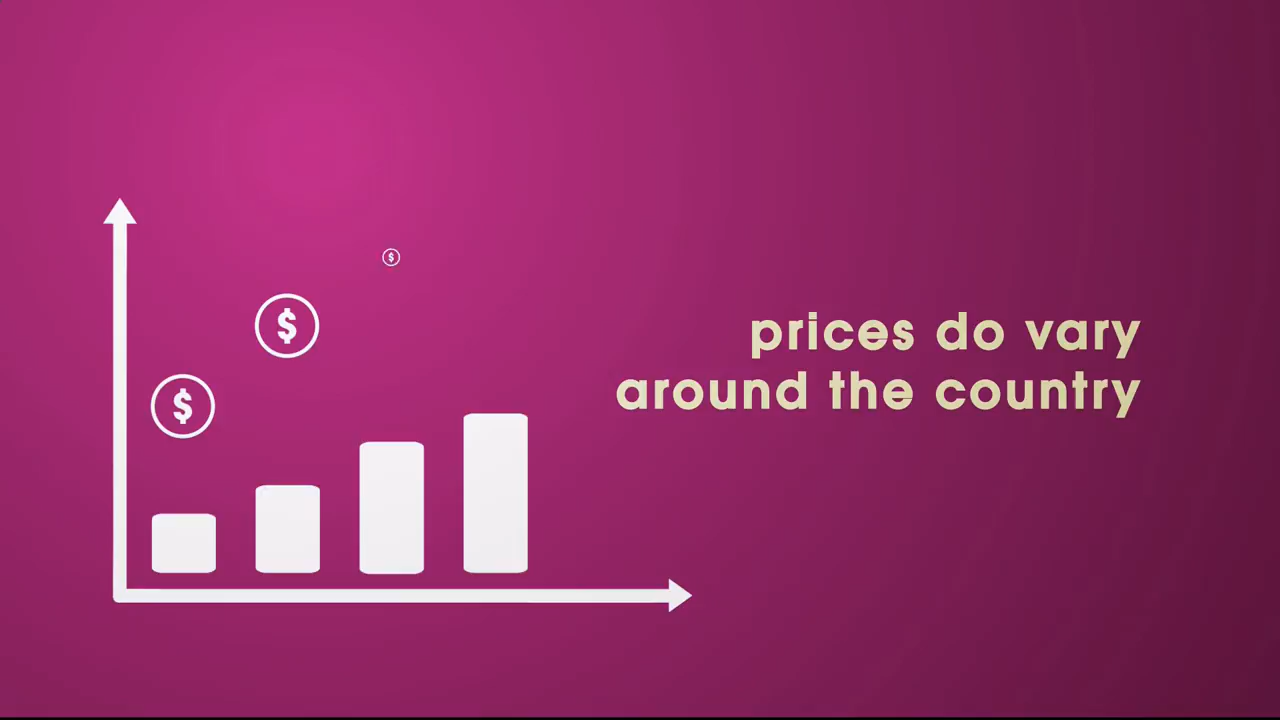 $
$
$
prices do vary
around the country